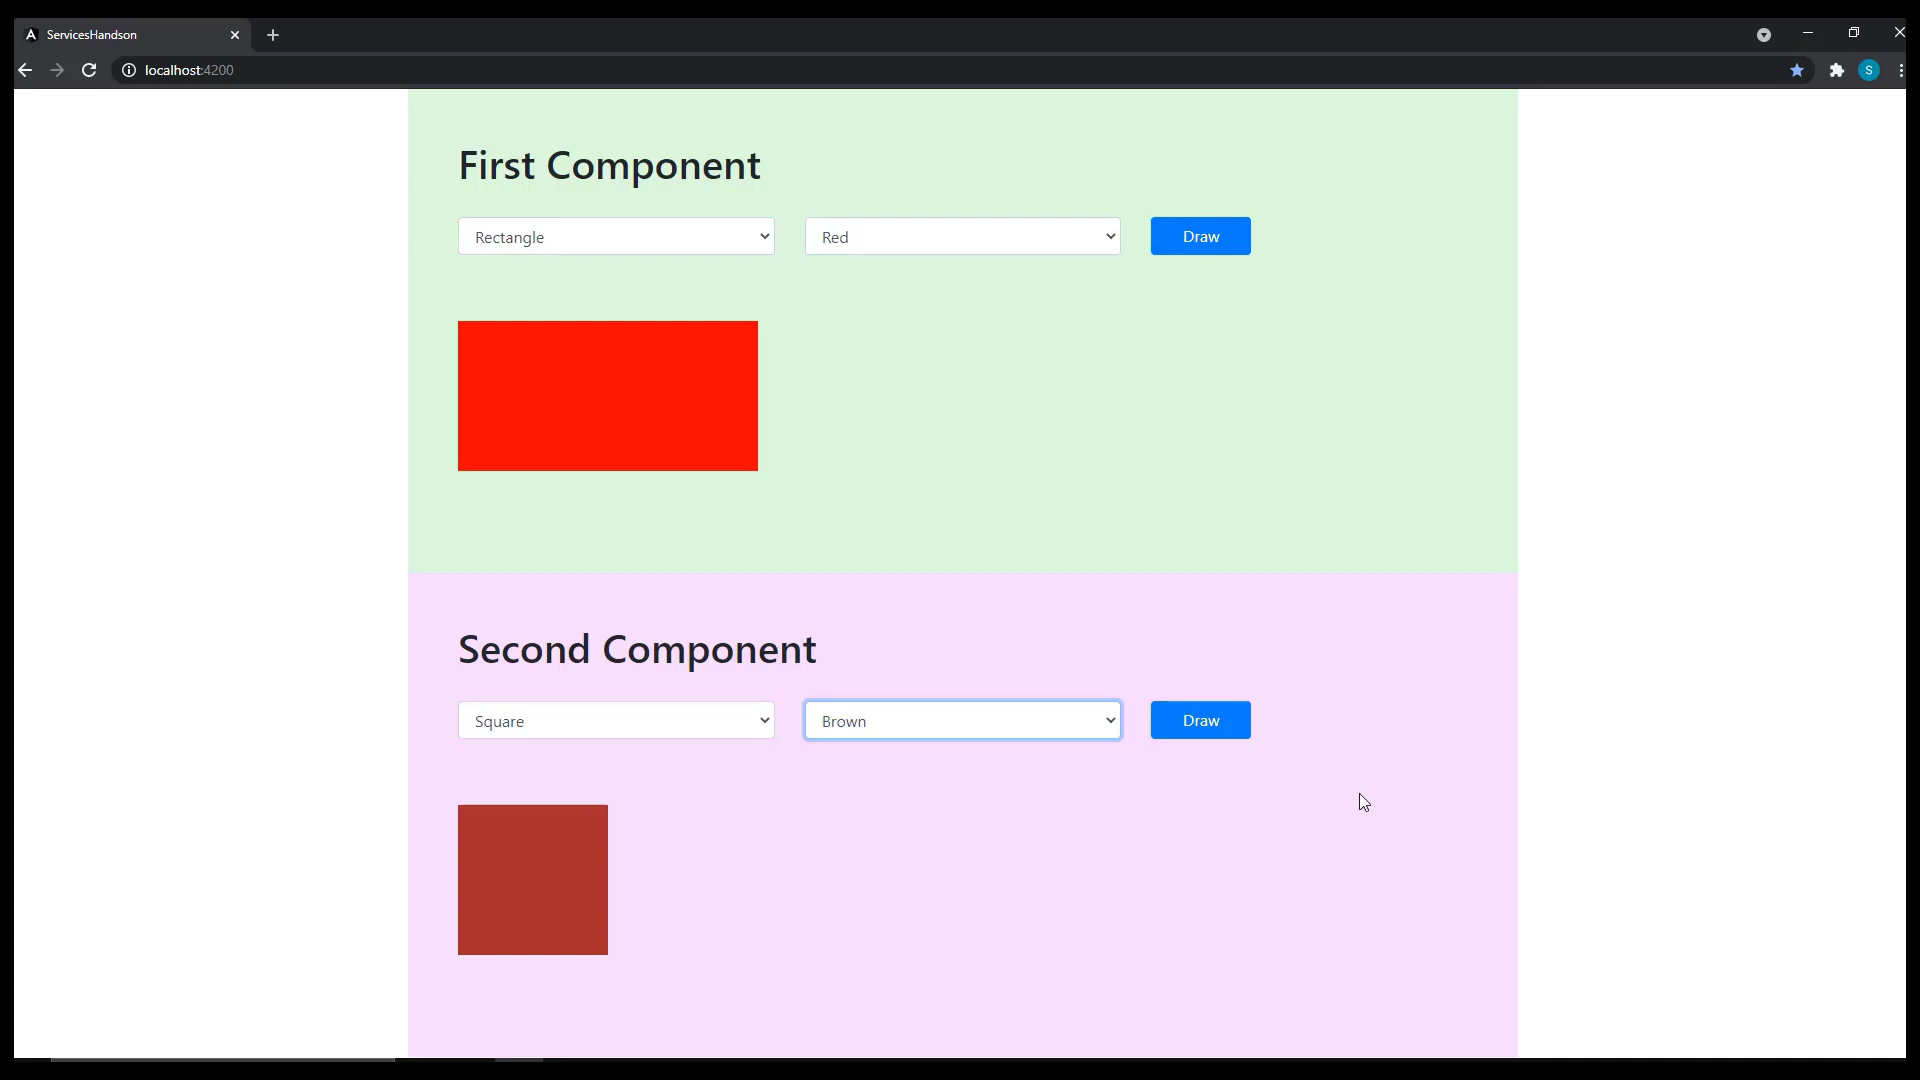 ServicesHandson
localhost:4200
S
First Component
Rectangle Red Draw
Second Component
Square Brown Draw